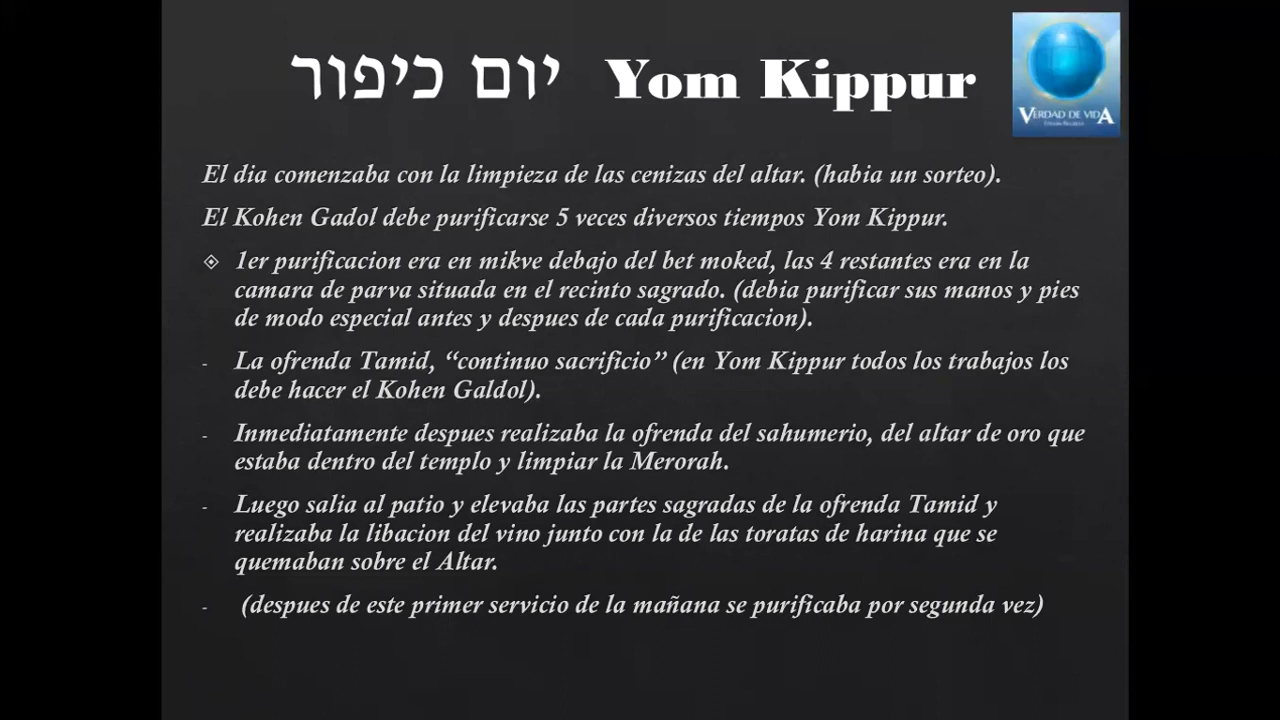 יום כיפור Yom Kippur
VERDAD DE VIDA
El dia comenzaba con la limpieza de las cenizas del altar. (habia un sorteo).
El Kohen Gadol debe purificarse 5 veces diversos tiempos Yom Kippur.
1er purificacion era en mikve debajo del bet moked, las 4 restantes era en la
camara de parva situada en el recinto sagrado. (debia purificar sus manos y pies
de modo especial antes y despues de cada purificacion).
- La ofrenda Tamid, “continuo sacrificio” (en Yom Kippur todos los trabajos los
debe hacer el Kohen Galdol).
- Inmediatamente despues realizaba la ofrenda del sahumerio, del altar de oro que
estaba dentro del templo y limpiar la Merorah.
- Luego salia al patio y elevaba las partes sagradas de la ofrenda Tamid y
realizaba la libacion del vino junto con la de las toratas de harina que se
quemaban sobre el Altar.
- (despues de este primer servicio de la mañana se purificaba por segunda vez)